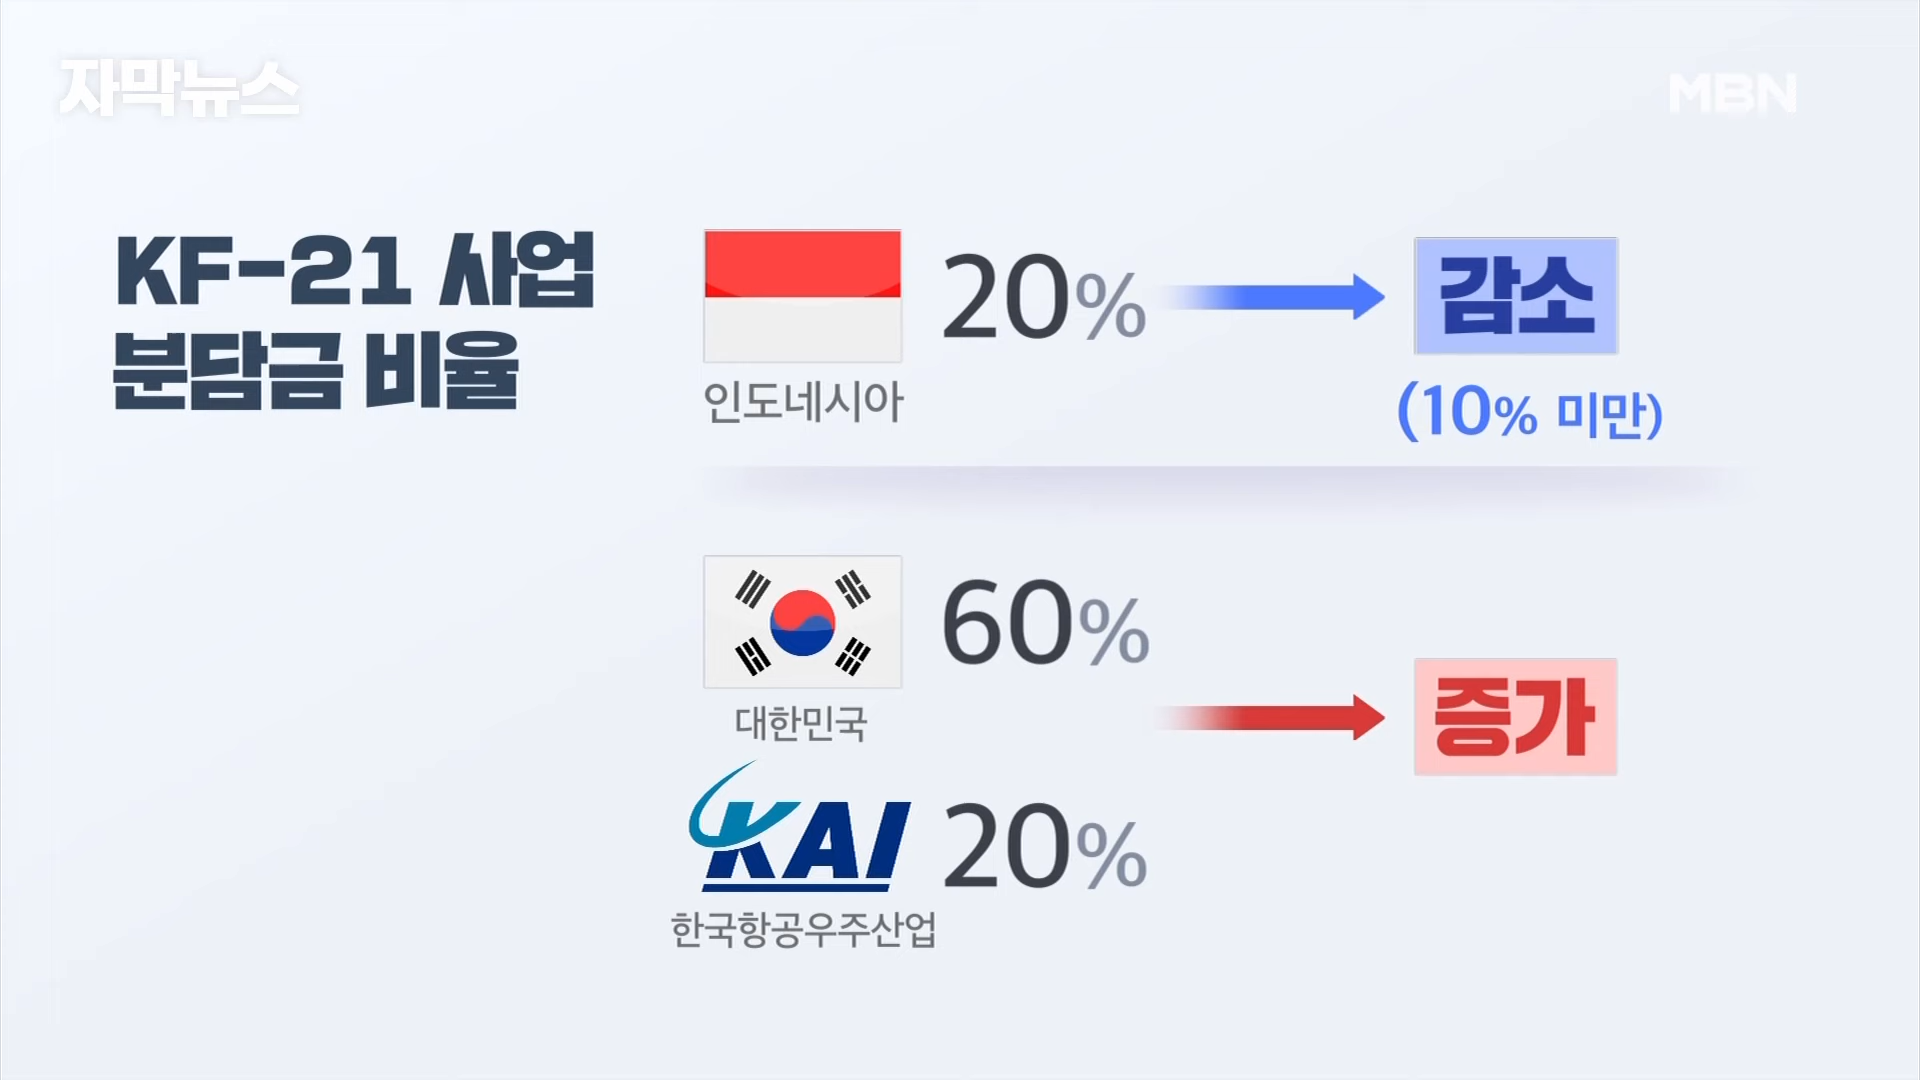 자막뉴스
MBN
KF-21 사업
분담금 비율
20%
감소
인도네시아
(10% 미만)
60%
대한민국
증가
KAI
20%
한국항공우주산업